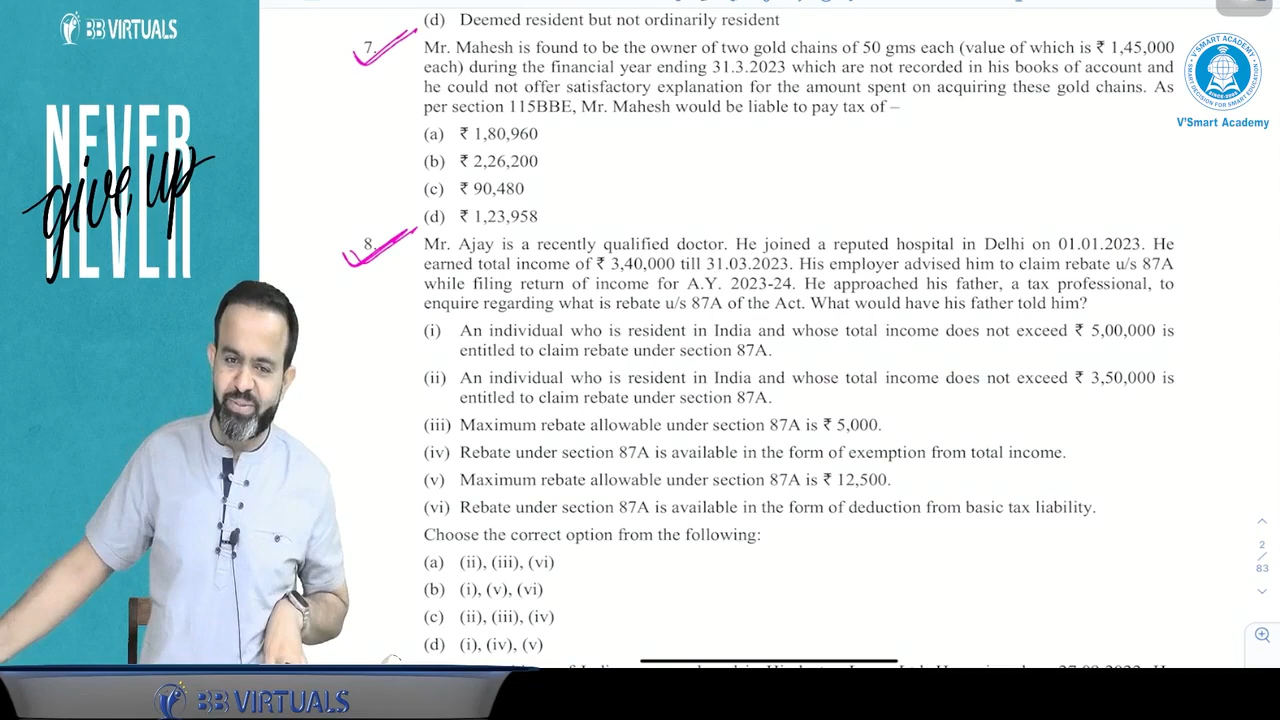 BB VIRTUALS
V'SMART ACADEMY
V'Smart Academy
NEVER
give up
NEVER
(d) Deemed resident but not ordinarily resident
7. Mr. Mahesh is found to be the owner of two gold chains of 50 gms each (value of which is ₹ 1,45,000
each) during the financial year ending 31.3.2023 which are not recorded in his books of account and
he could not offer satisfactory explanation for the amount spent on acquiring these gold chains. As
per section 115BBE, Mr. Mahesh would be liable to pay tax of –
(a) ₹ 1,80,960
(b) ₹ 2,26,200
(c) ₹ 90,480
(d) ₹ 1,23,958
8. Mr. Ajay is a recently qualified doctor. He joined a reputed hospital in Delhi on 01.01.2023. He
earned total income of ₹ 3,40,000 till 31.03.2023. His employer advised him to claim rebate u/s 87A
while filing return of income for A.Y. 2023-24. He approached his father, a tax professional, to
enquire regarding what is rebate u/s 87A of the Act. What would have his father told him?
(i) An individual who is resident in India and whose total income does not exceed ₹ 5,00,000 is
entitled to claim rebate under section 87A.
(ii) An individual who is resident in India and whose total income does not exceed ₹ 3,50,000 is
entitled to claim rebate under section 87A.
(iii) Maximum rebate allowable under section 87A is ₹ 5,000.
(iv) Rebate under section 87A is available in the form of exemption from total income.
(v) Maximum rebate allowable under section 87A is ₹ 12,500.
(vi) Rebate under section 87A is available in the form of deduction from basic tax liability.
Choose the correct option from the following:
(a) (ii), (iii), (vi)
(b) (i), (v), (vi)
(c) (ii), (iii), (iv)
(d) (i), (iv), (v)
2
/
83
BB VIRTUALS